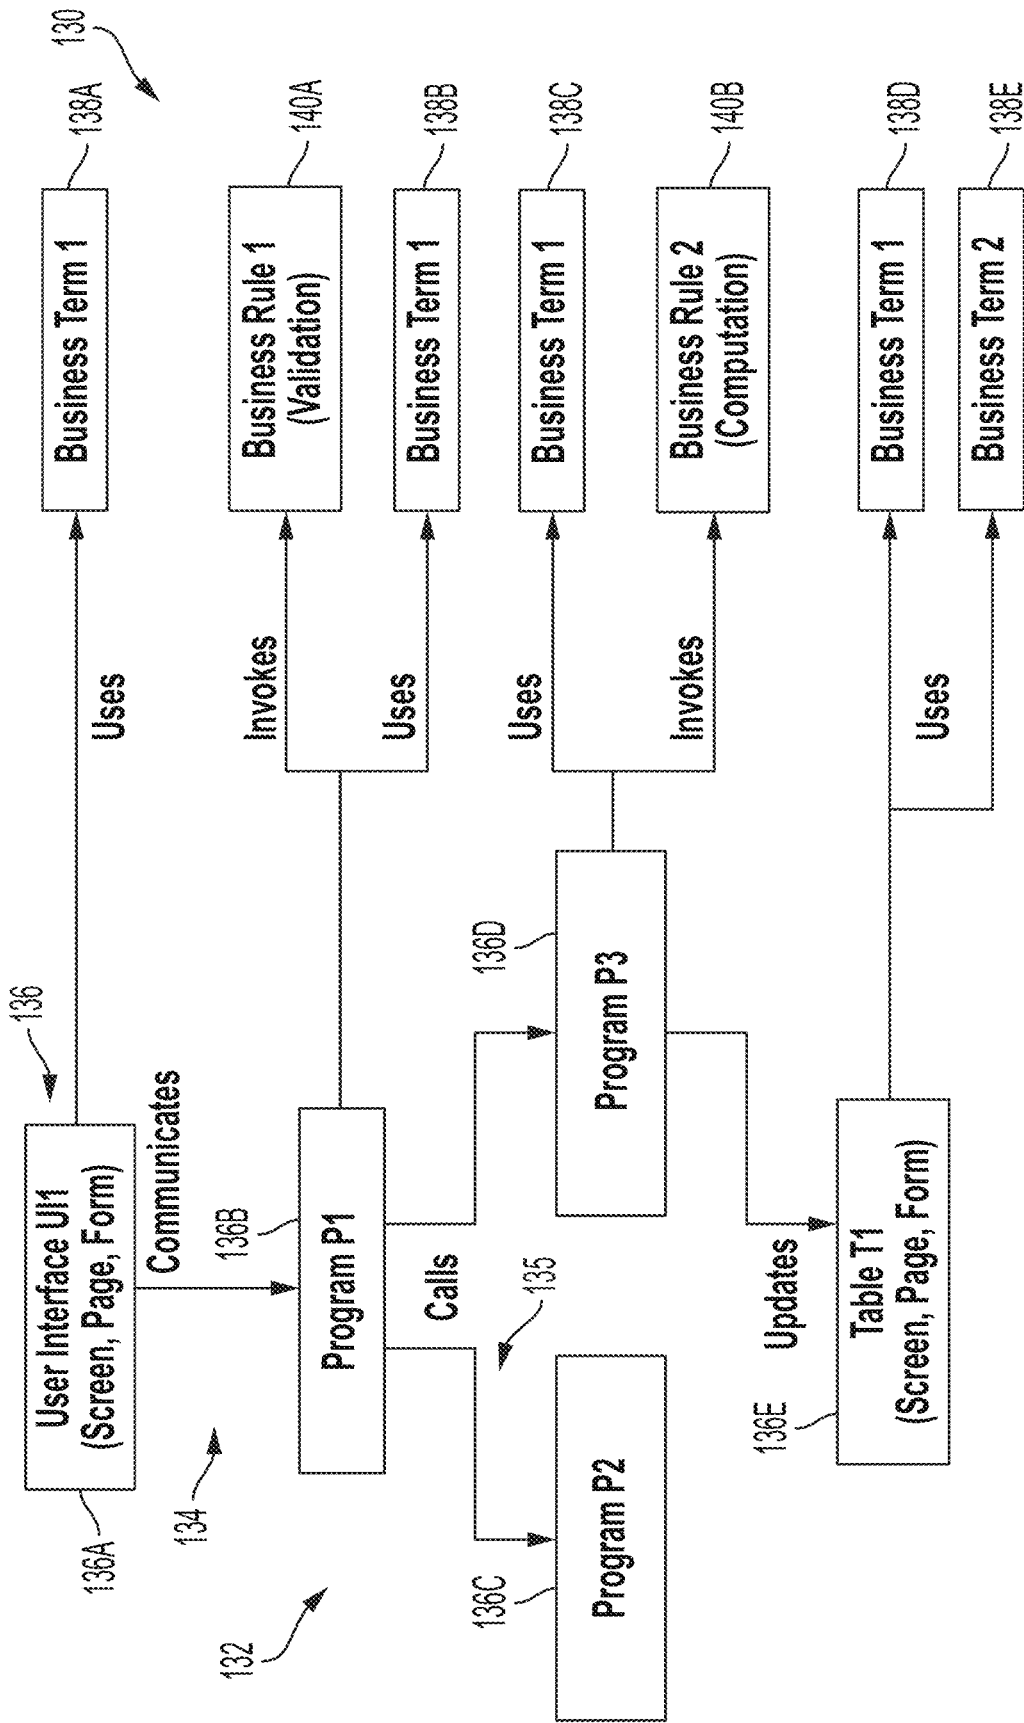 130
136
User Interface UI1
(Screen, Page, Form)
136A
Uses
Business Term 1
138A
Communicates
134
132
136B
Program P1
Invokes
Business Rule 1
(Validation)
140A
Uses
Business Term 1
138B
Calls
135
136C
Program P2
136D
Program P3
Uses
Business Term 1
138C
Invokes
Business Rule 2
(Computation)
140B
Updates
136E
Table T1
(Screen, Page, Form)
Uses
Business Term 1
138D
Business Term 2
138E